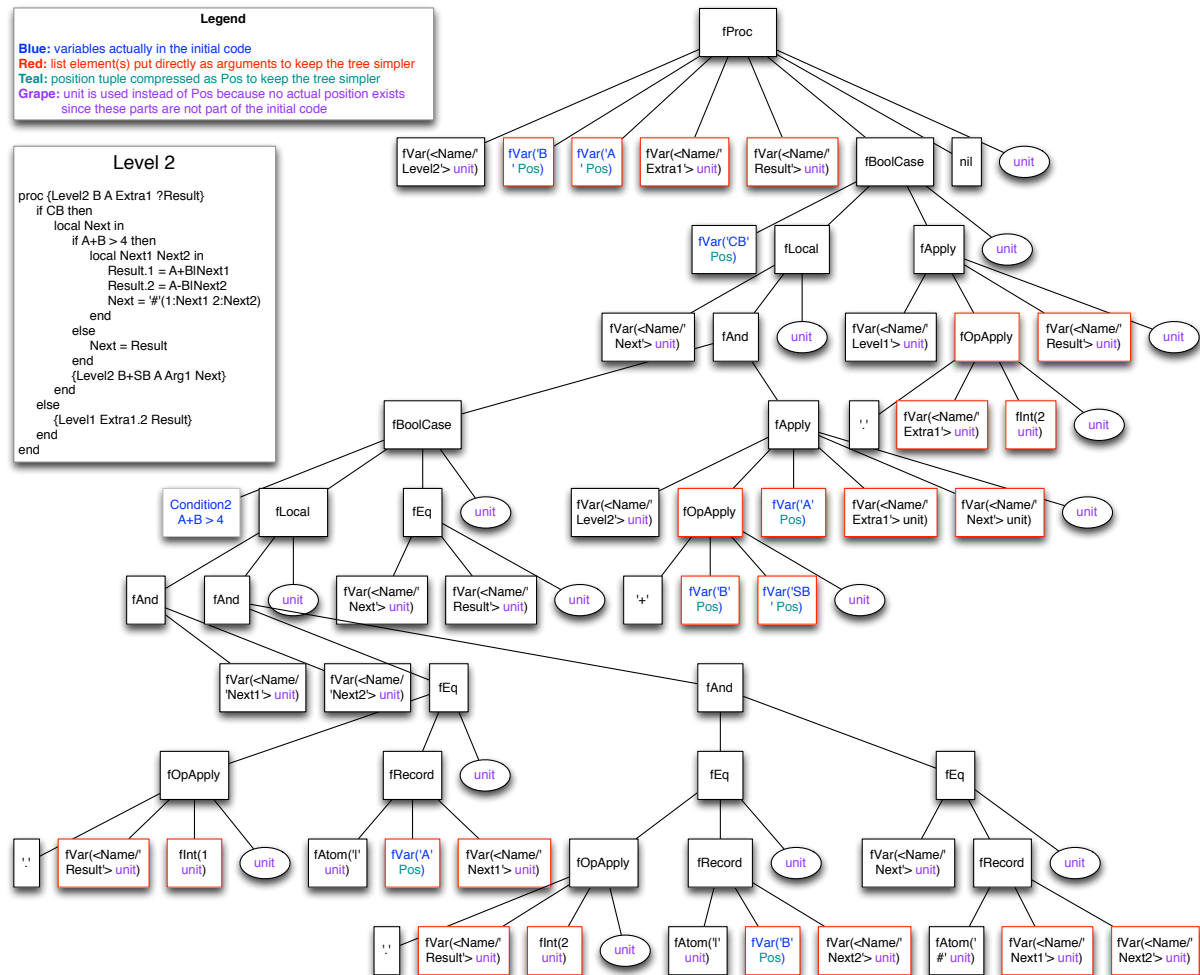 Legend
Blue: variables actually in the initial code
Red: list element(s) put directly as arguments to keep the tree simpler
Teal: position tuple compressed as Pos to keep the tree simpler
Grape: unit is used instead of Pos because no actual position exists
since these parts are not part of the initial code
Level 2
proc {Level2 B A Extra1 ?Result}
if CB then
local Next in
if A+B > 4 then
local Next1 Next2 in
Result.1 = A+B|Next1
Result.2 = A-B|Next2
Next = '#'(1:Next1 2:Next2)
end
else
Next = Result
end
{Level2 B+SB A Arg1 Next}
end
else
{Level1 Extra1.2 Result}
end
end
fProc
fVar(<Name/'
Level2'> unit)
fVar('B
' Pos)
fVar('A
' Pos)
fVar(<Name/'
Extra1'> unit)
fVar(<Name/'
Result'> unit)
fBoolCase
nil
unit
fVar('CB'
Pos)
fLocal
fApply
unit
fVar(<Name/'
Next'> unit)
fAnd
unit
fVar(<Name/'
Level1'> unit)
fOpApply
fVar(<Name/'
Result'> unit)
unit
fBoolCase
fApply
'.'
fVar(<Name/'
Extra1'> unit)
fInt(2
unit)
unit
Condition2
A+B > 4
fLocal
fEq
unit
fVar(<Name/'
Level2'> unit)
fOpApply
fVar('A'
Pos)
fVar(<Name/'
Extra1'> unit)
fVar(<Name/'
Next'> unit)
unit
fAnd
fAnd
unit
fVar(<Name/'
Next'> unit)
fVar(<Name/'
Result'> unit)
unit
'+'
fVar('B'
Pos)
fVar('SB
' Pos)
unit
fVar(<Name/
'Next1'> unit)
fVar(<Name/
'Next2'> unit)
fEq
fAnd
fOpApply
fRecord
unit
fEq
fEq
'.'
fVar(<Name/'
Result'> unit)
fInt(1
unit)
unit
fAtom('|'
unit)
fVar('A'
Pos)
fVar(<Name/'
Next1'> unit)
fOpApply
fRecord
unit
fVar(<Name/'
Next'> unit)
fRecord
unit
'.'
fVar(<Name/'
Result'> unit)
fInt(2
unit)
unit
fAtom('|'
unit)
fVar('B'
Pos)
fVar(<Name/'
Next2'> unit)
fAtom('
#' unit)
fVar(<Name/'
Next1'> unit)
fVar(<Name/'
Next2'> unit)